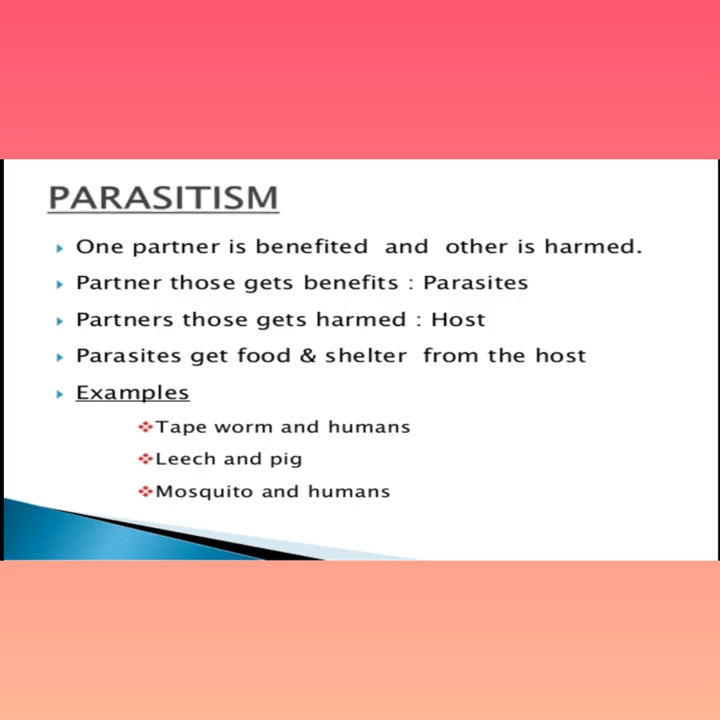 PARASITISM
One partner is benefited and other is harmed.
Partner those gets benefits : Parasites
Partners those gets harmed : Host
Parasites get food & shelter from the host
Examples
Tape worm and humans
Leech and pig
Mosquito and humans